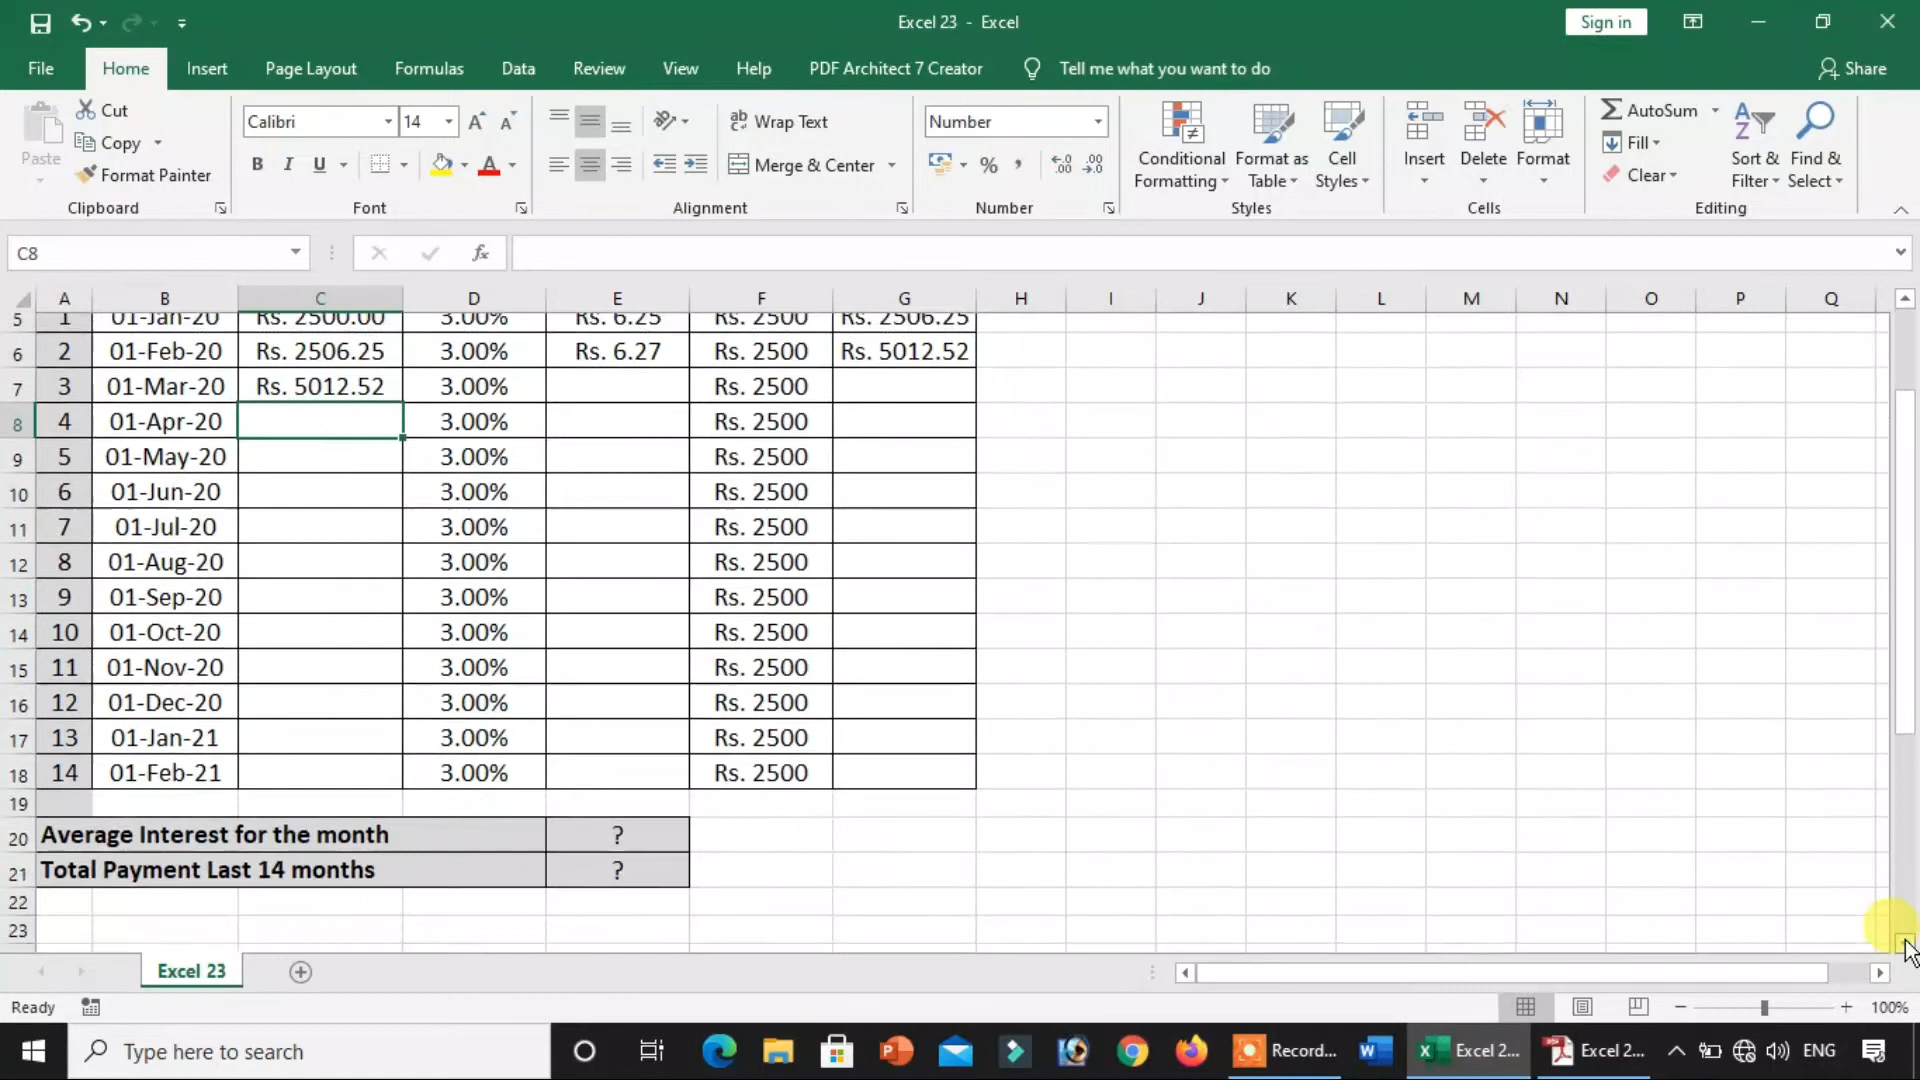 Excel 23 - Excel
Sign in
File Home Insert Page Layout Formulas Data Review View Help PDF Architect 7 Creator Tell me what you want to do Share
Paste
Cut
Copy
Format Painter
Clipboard
Calibri 14
B I U
Font
Wrap Text
Merge & Center
Alignment
Number
%
Number
Conditional Formatting
Format as Table
Cell Styles
Styles
Insert
Delete
Format
Cells
AutoSum
Fill
Clear
Sort & Filter
Find & Select
Editing
C8
fx
A B C D E F G H I J K L M N O P Q
5 1 01-Jan-20 Rs. 2500.00 3.00% Rs. 6.25 Rs. 2500 Rs. 2506.25
6 2 01-Feb-20 Rs. 2506.25 3.00% Rs. 6.27 Rs. 2500 Rs. 5012.52
7 3 01-Mar-20 Rs. 5012.52 3.00% Rs. 2500
8 4 01-Apr-20 3.00% Rs. 2500
9 5 01-May-20 3.00% Rs. 2500
10 6 01-Jun-20 3.00% Rs. 2500
11 7 01-Jul-20 3.00% Rs. 2500
12 8 01-Aug-20 3.00% Rs. 2500
13 9 01-Sep-20 3.00% Rs. 2500
14 10 01-Oct-20 3.00% Rs. 2500
15 11 01-Nov-20 3.00% Rs. 2500
16 12 01-Dec-20 3.00% Rs. 2500
17 13 01-Jan-21 3.00% Rs. 2500
18 14 01-Feb-21 3.00% Rs. 2500
19
20 Average Interest for the month ?
21 Total Payment Last 14 months ?
22
23
Excel 23
Ready
100%
Type here to search
Record...
Excel 2...
Excel 2...
ENG